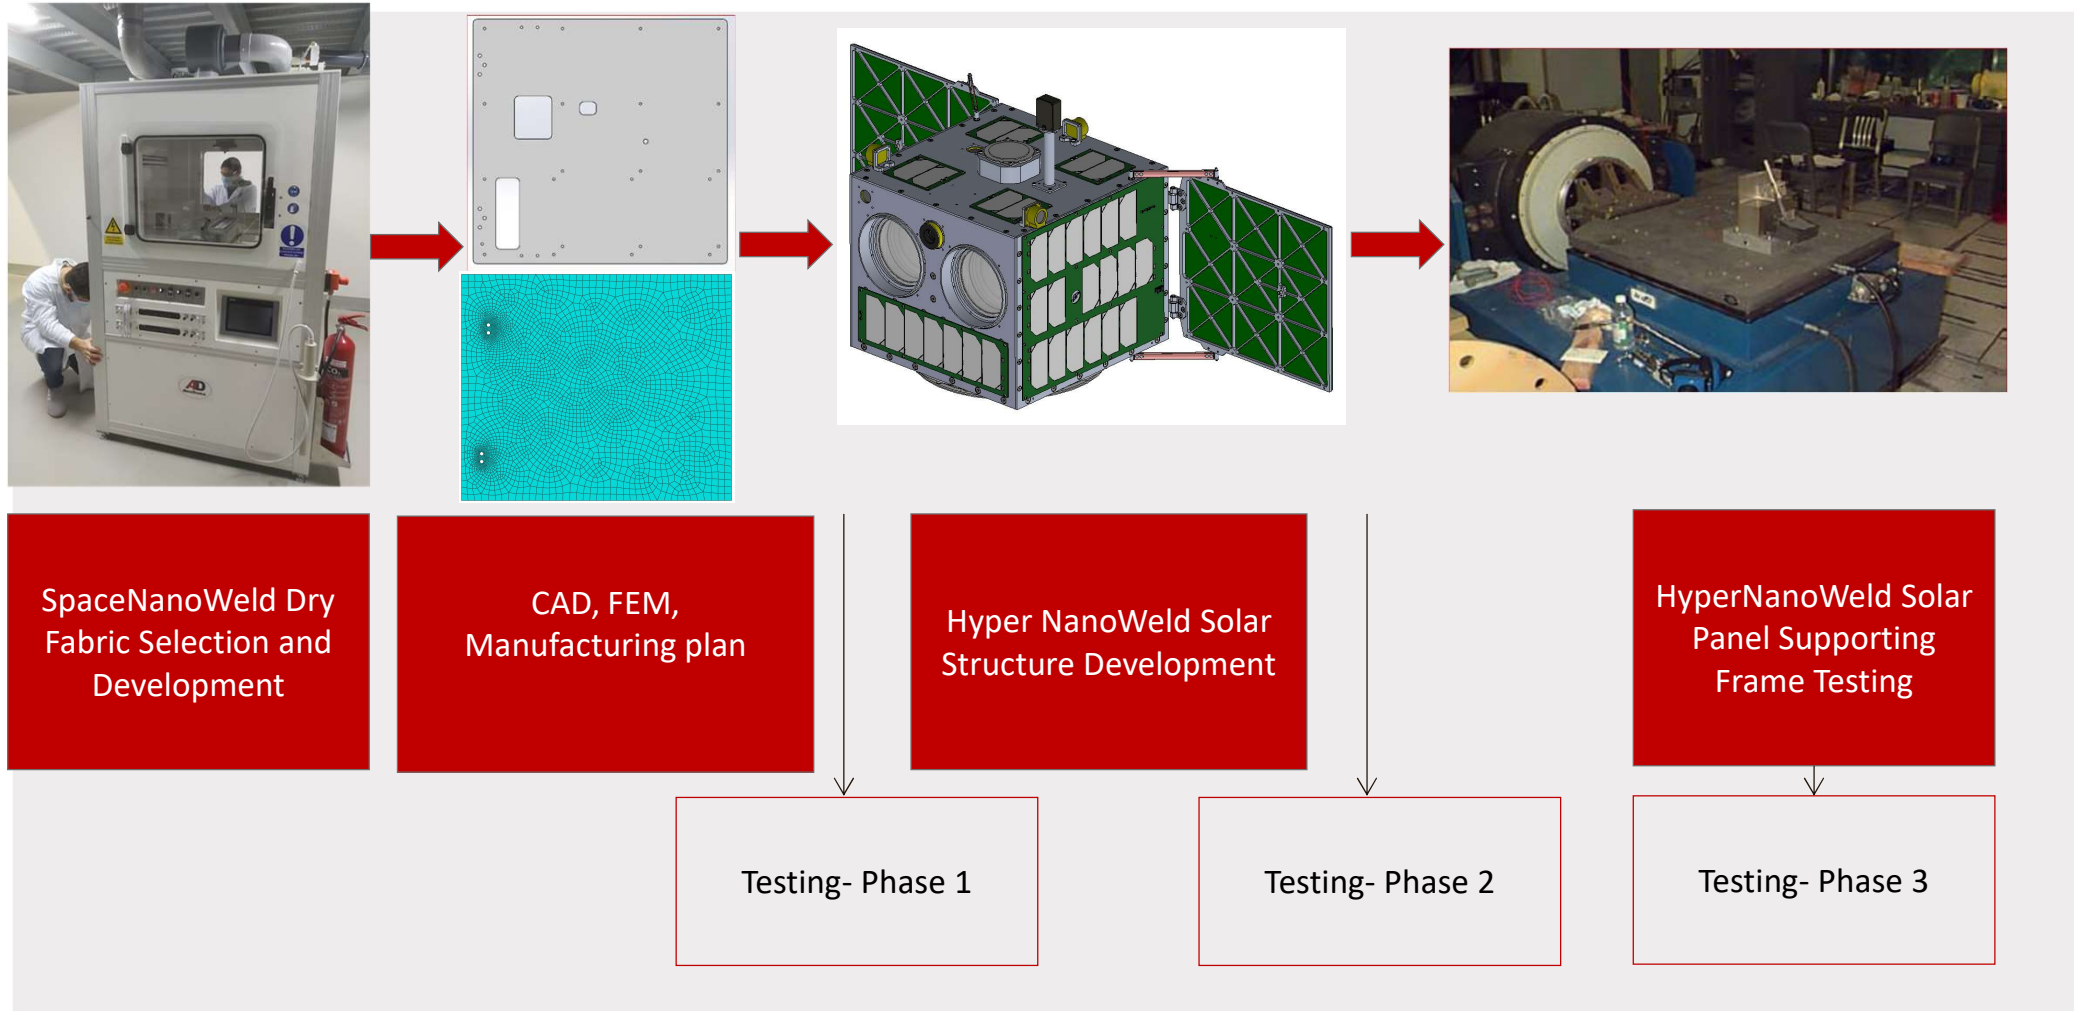 SpaceNanoWeld Dry
Fabric Selection and
Development
CAD, FEM,
Manufacturing plan
Hyper NanoWeld Solar
Structure Development
HyperNanoWeld Solar
Panel Supporting
Frame Testing
Testing- Phase 1
Testing- Phase 2
Testing- Phase 3